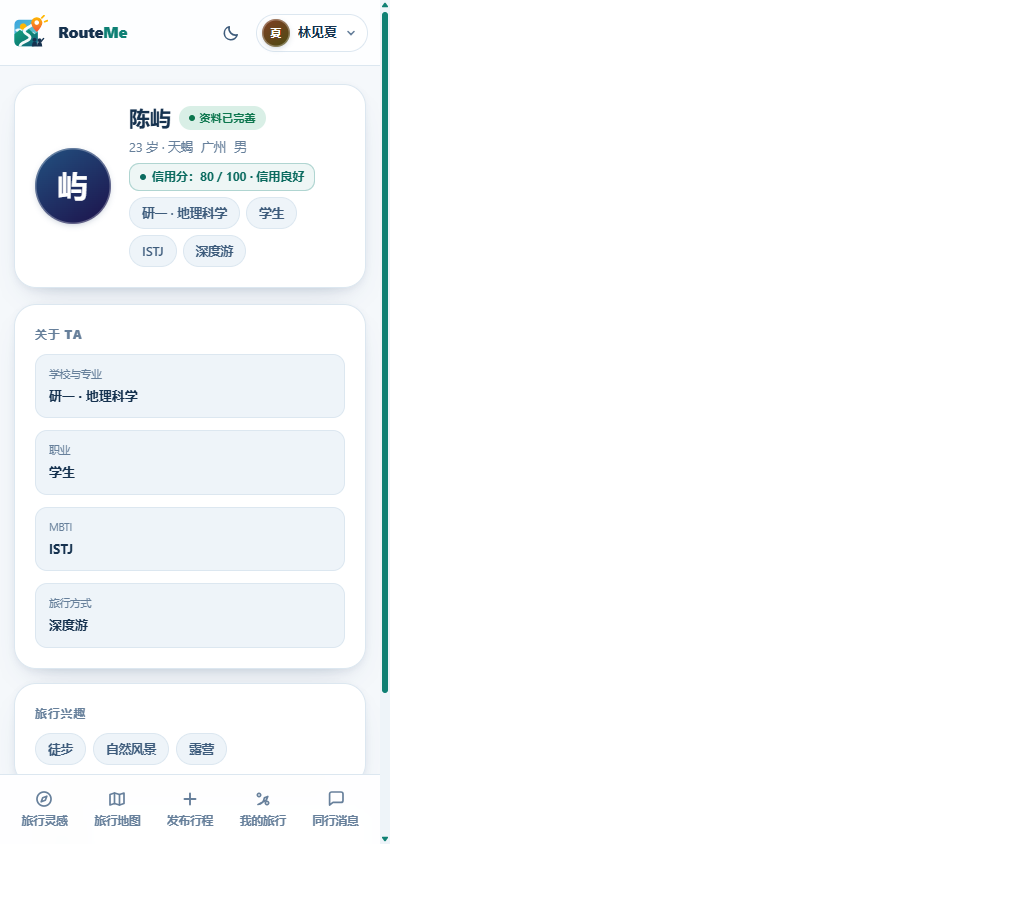 RouteMe
夏 林见夏
陈屿 资料已完善
23 岁 · 天蝎 广州 男
信用分：80 / 100 · 信用良好
屿
研一 · 地理科学 学生
ISTJ 深度游
关于 TA
学校与专业
研一 · 地理科学
职业
学生
MBTI
ISTJ
旅行方式
深度游
旅行兴趣
徒步 自然风景 露营
旅行灵感 旅行地图 发布行程 我的旅行 同行消息